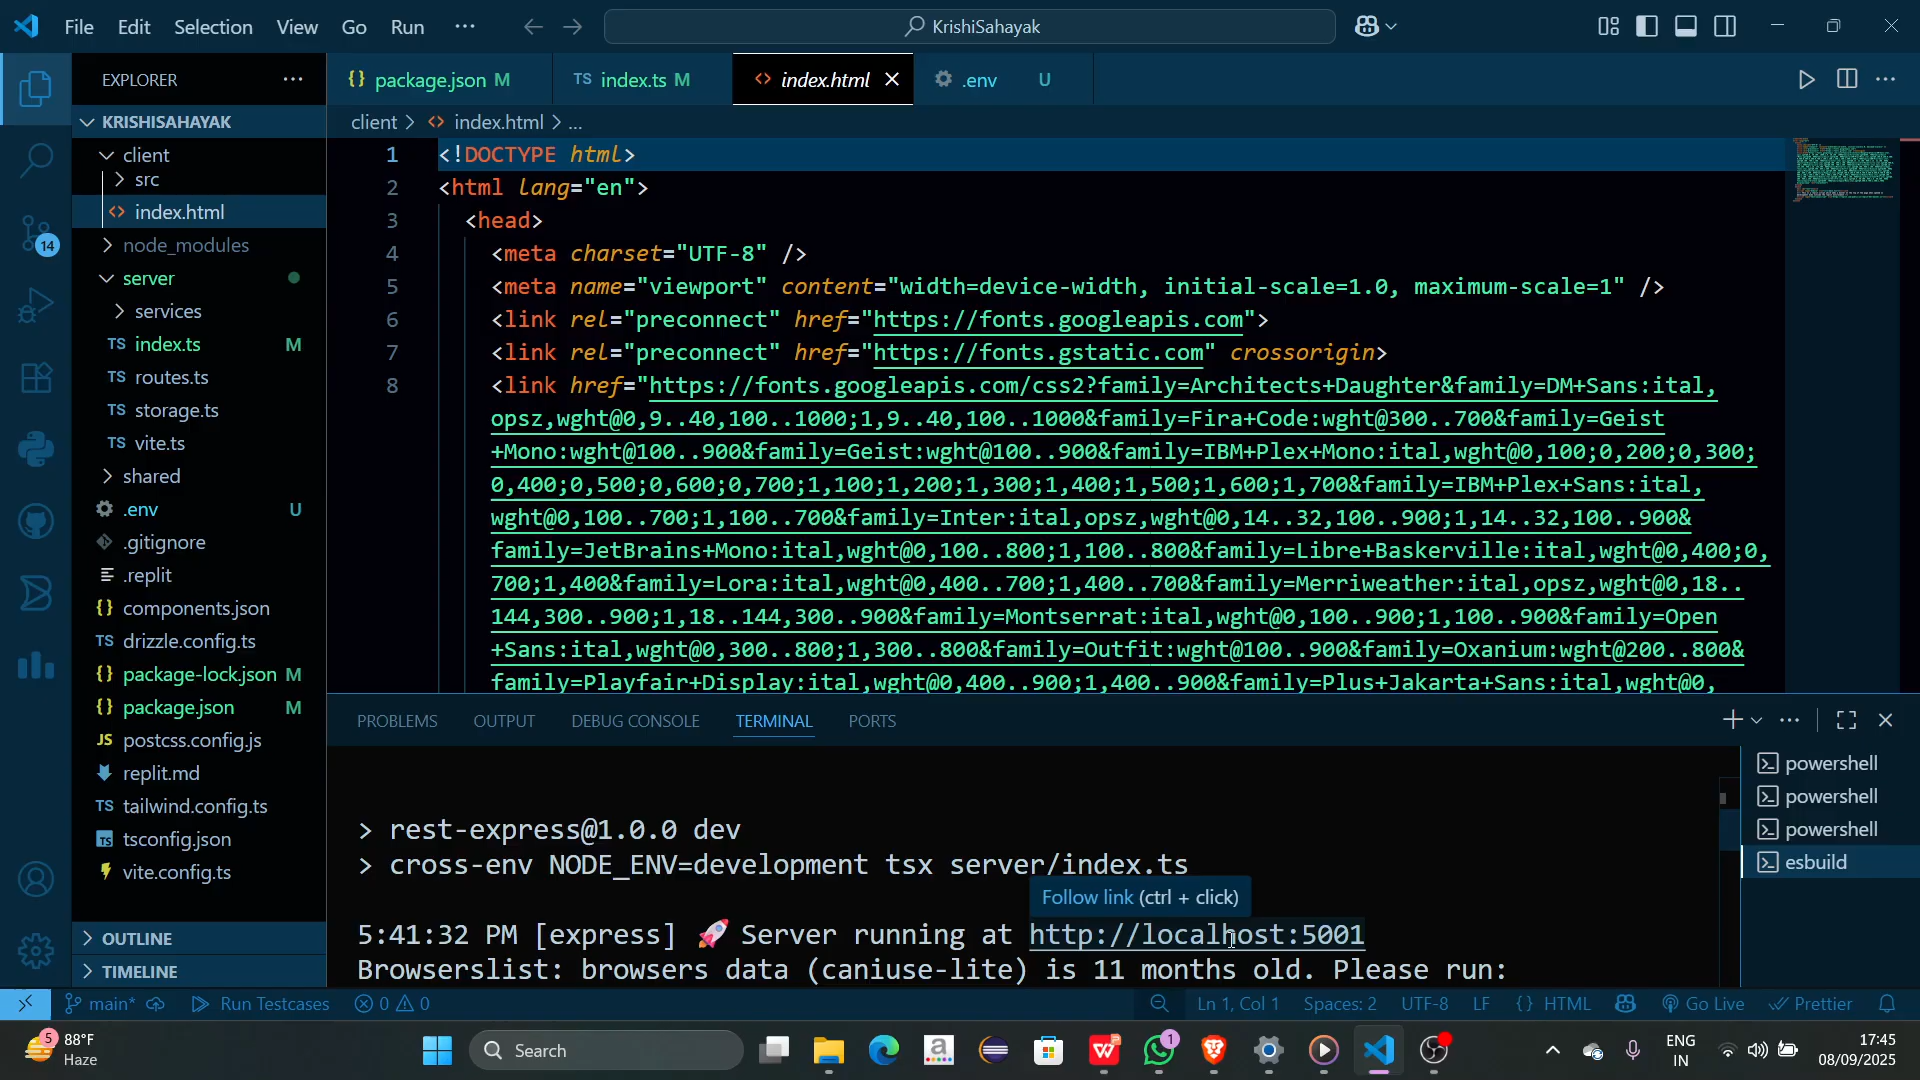 File Edit Selection View Go Run ··· KrishiSahayak
EXPLORER ···
KRISHISAHAYAK
client
src
index.html
node_modules
server
services
TS index.ts M
TS routes.ts
TS storage.ts
TS vite.ts
shared
.env U
.gitignore
.replit
{} components.json
TS drizzle.config.ts
{} package-lock.json M
{} package.json M
JS postcss.config.js
replit.md
TS tailwind.config.ts
TS tsconfig.json
vite.config.ts
OUTLINE
TIMELINE
14
{} package.json M TS index.ts M <> index.html .env U
client > <> index.html > ...
1 <!DOCTYPE html>
2 <html lang="en">
3 <head>
4 <meta charset="UTF-8" />
5 <meta name="viewport" content="width=device-width, initial-scale=1.0, maximum-scale=1" />
6 <link rel="preconnect" href="https://fonts.googleapis.com">
7 <link rel="preconnect" href="https://fonts.gstatic.com" crossorigin>
8 <link href="https://fonts.googleapis.com/css2?family=Architects+Daughter&family=DM+Sans:ital,
opsz,wght@0,9..40,100..1000;1,9..40,100..1000&family=Fira+Code:wght@300..700&family=Geist
+Mono:wght@100..900&family=Geist:wght@100..900&family=IBM+Plex+Mono:ital,wght@0,100;0,200;0,300;
0,400;0,500;0,600;0,700;1,100;1,200;1,300;1,400;1,500;1,600;1,700&family=IBM+Plex+Sans:ital,
wght@0,100..700;1,100..700&family=Inter:ital,opsz,wght@0,14..32,100..900;1,14..32,100..900&
family=JetBrains+Mono:ital,wght@0,100..800;1,100..800&family=Libre+Baskerville:ital,wght@0,400;0,
700;1,400&family=Lora:ital,wght@0,400..700;1,400..700&family=Merriweather:ital,opsz,wght@0,18..
144,300..900;1,18..144,300..900&family=Montserrat:ital,wght@0,100..900;1,100..900&family=Open
+Sans:ital,wght@0,300..800;1,300..800&family=Outfit:wght@100..900&family=Oxanium:wght@200..800&
family=Playfair+Display:ital,wght@0,400..900;1,400..900&family=Plus+Jakarta+Sans:ital,wght@0,
PROBLEMS OUTPUT DEBUG CONSOLE TERMINAL PORTS
> rest-express@1.0.0 dev
> cross-env NODE_ENV=development tsx server/index.ts
Follow link (ctrl + click)
5:41:32 PM [express] 🚀 Server running at http://localhost:5001
Browserslist: browsers data (caniuse-lite) is 11 months old. Please run:
powershell
powershell
powershell
esbuild
main* Run Testcases 0 0 Ln 1, Col 1 Spaces: 2 UTF-8 LF {} HTML Go Live Prettier
5 88°F
Haze
Search
1
ENG
IN
17:45
08/09/2025